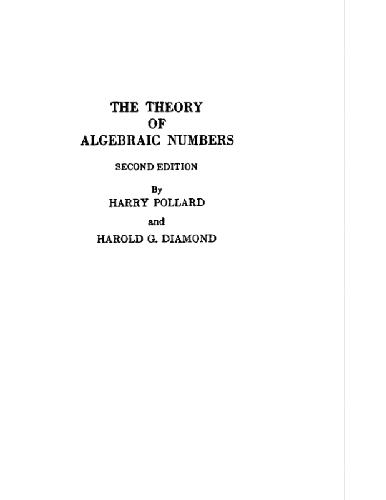 THE THEORY
OF
ALGEBRAIC NUMBERS
SECOND EDITION
By
HARRY POLLARD
and
HAROLD G. DIAMOND